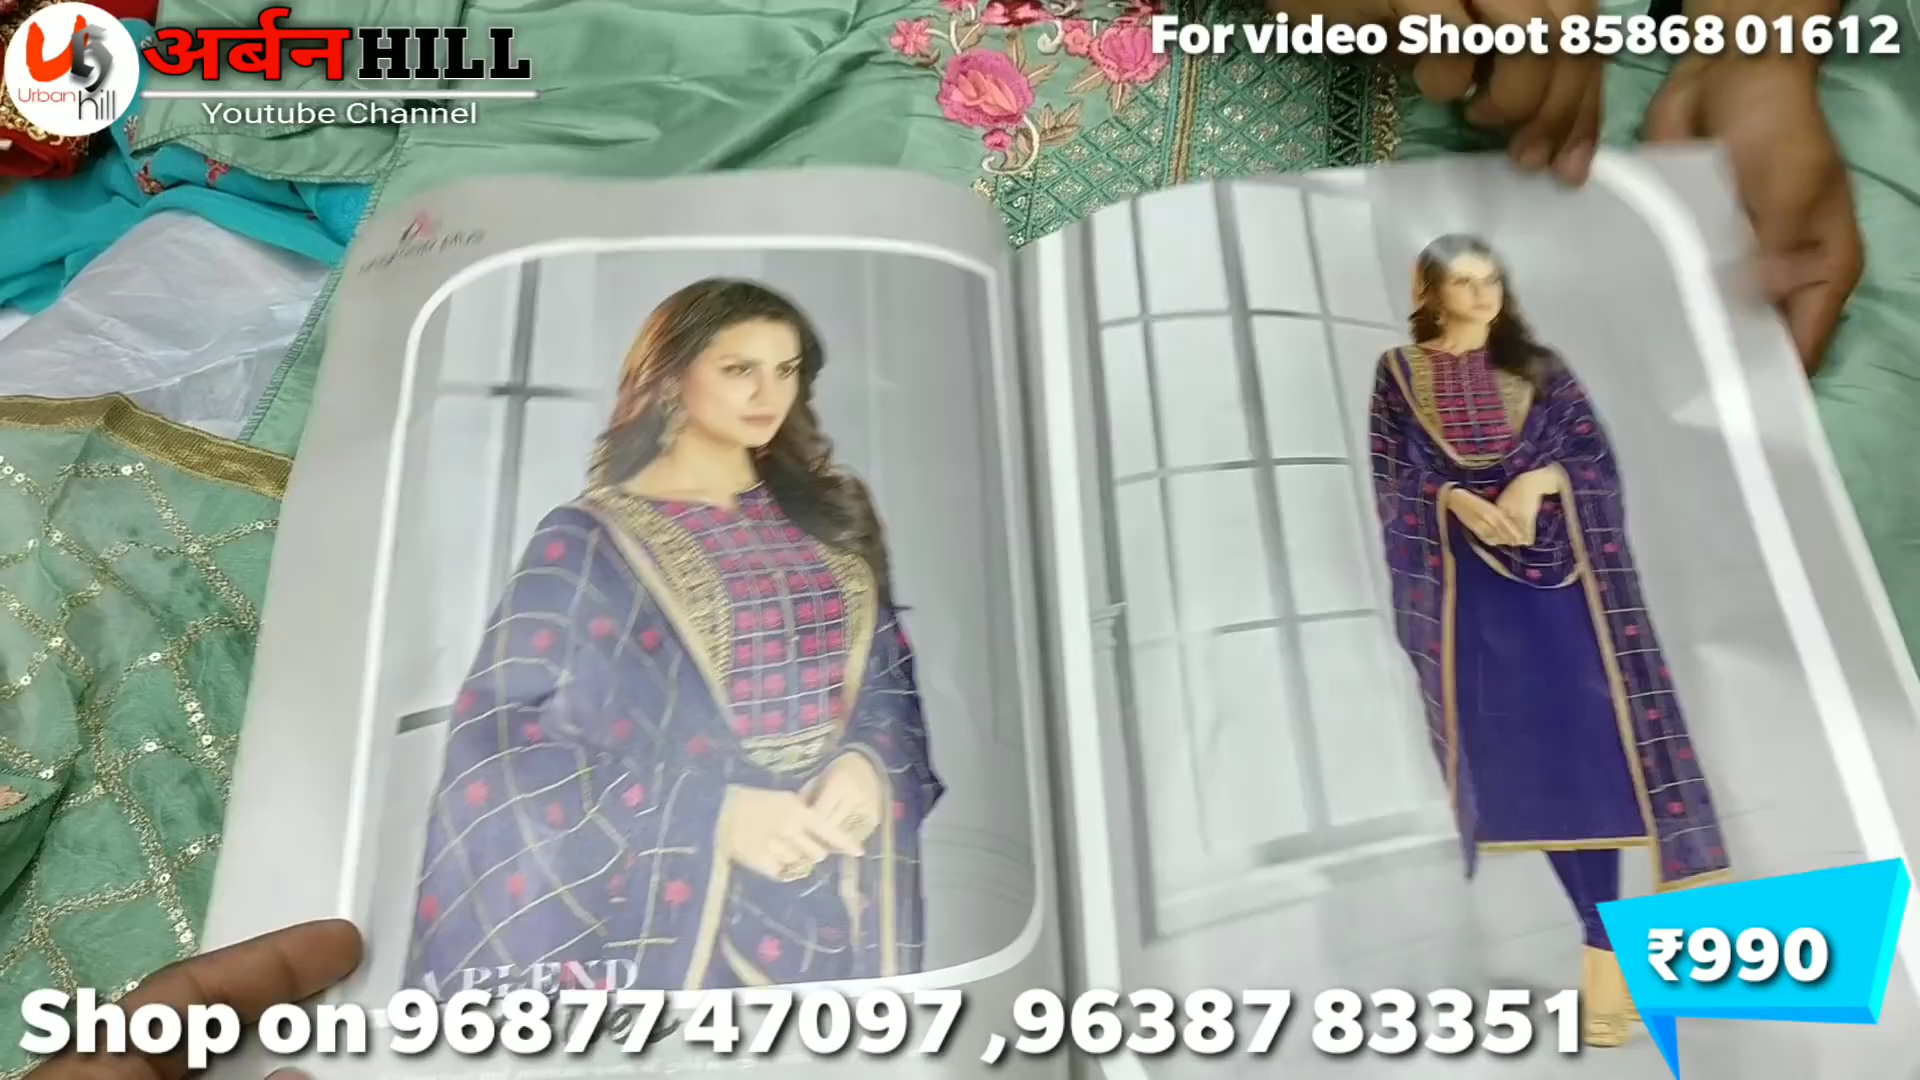 Urban hill
अर्बन HILL
Youtube Channel
For video Shoot 85868 01612
A BLEND
₹990
Shop on 96877 47097 ,96387 83351